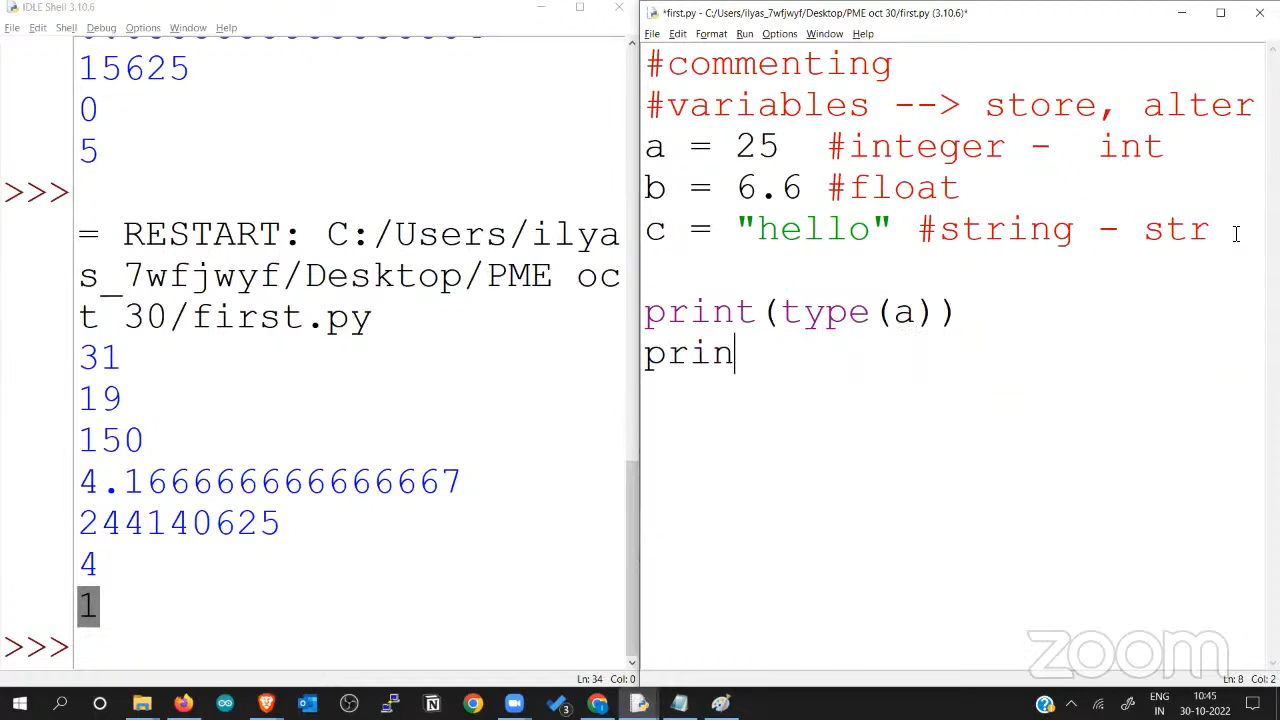 IDLE Shell 3.10.6
File Edit Shell Debug Options Window Help
15625
0
5
>>>
= RESTART: C:/Users/ilya
s_7wfjwyf/Desktop/PME oc
t 30/first.py
31
19
150
4.166666666666667
244140625
4
1
>>>
Ln: 34 Col: 0
*first.py - C:/Users/ilyas_7wfjwyf/Desktop/PME oct 30/first.py (3.10.6)*
File Edit Format Run Options Window Help
#commenting
#variables --> store, alter
a = 25  #integer -  int
b = 6.6 #float
c = "hello" #string - str
print(type(a))
prin
zoom
Ln: 8 Col: 2
3
ENG
IN
10:45
30-10-2022